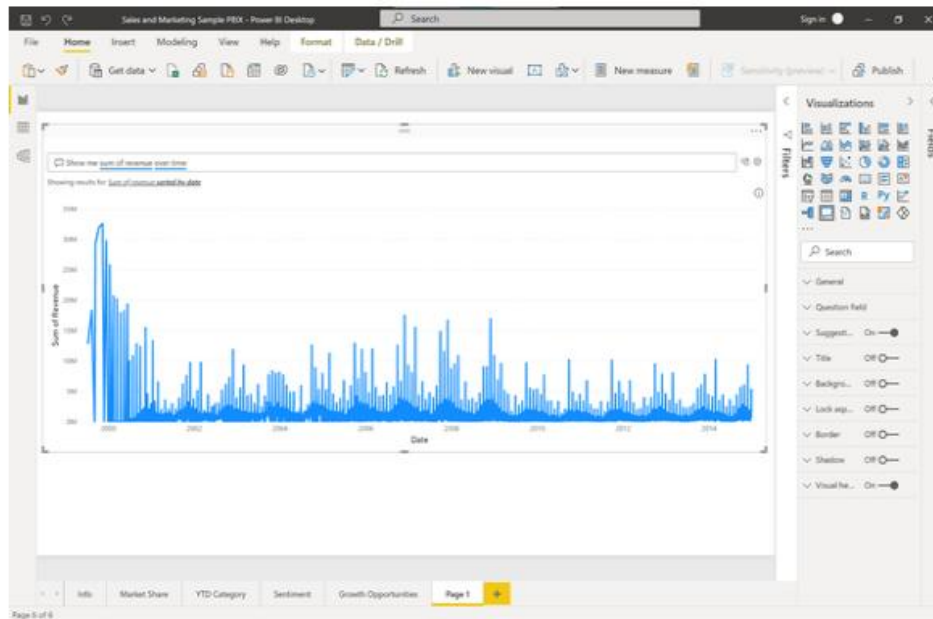 Sales and Marketing Sample PBIX - Power BI Desktop
Search
Sign in
File Home Insert Modeling View Help Format Data / Drill
Get data
Refresh
New visual
New measure
Sensitivity (preview)
Publish
Visualizations
Fields
Filters
Show me sum of revenue over time
Showing results for Sum of revenue sorted by date
Sum of Revenue
2000 2002 2004 2006 2008 2010 2012 2014
Date
R Py
...
Search
General
Question field
Suggest... On
Title Off
Backgro... Off
Lock asp... Off
Border Off
Shadow Off
Visual he... On
Info Market Share YTD Category Sentiment Growth Opportunities Page 1 +
Page 6 of 6